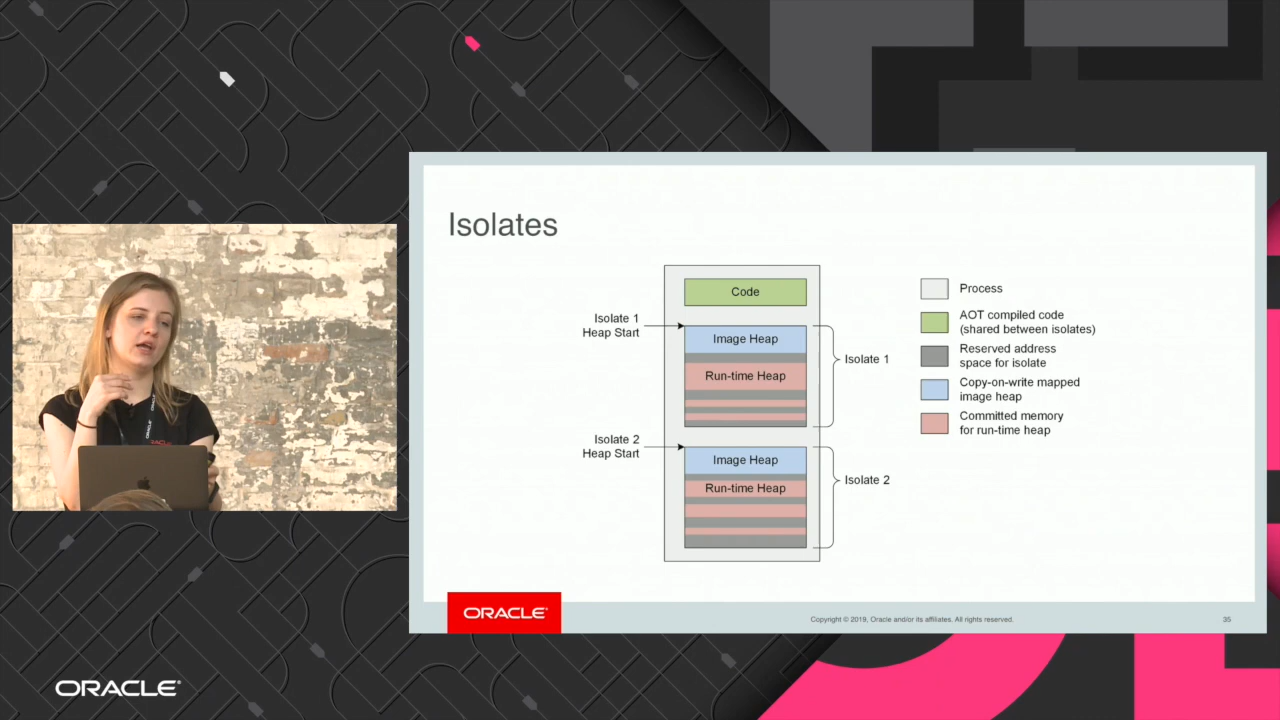 Isolates
Code
Isolate 1
Heap Start
Image Heap
Run-time Heap
Isolate 1
Isolate 2
Heap Start
Image Heap
Run-time Heap
Isolate 2
Process
AOT compiled code
(shared between isolates)
Reserved address
space for isolate
Copy-on-write mapped
image heap
Committed memory
for run-time heap
ORACLE®
Copyright © 2019, Oracle and/or its affiliates. All rights reserved.
35
ORACLE®